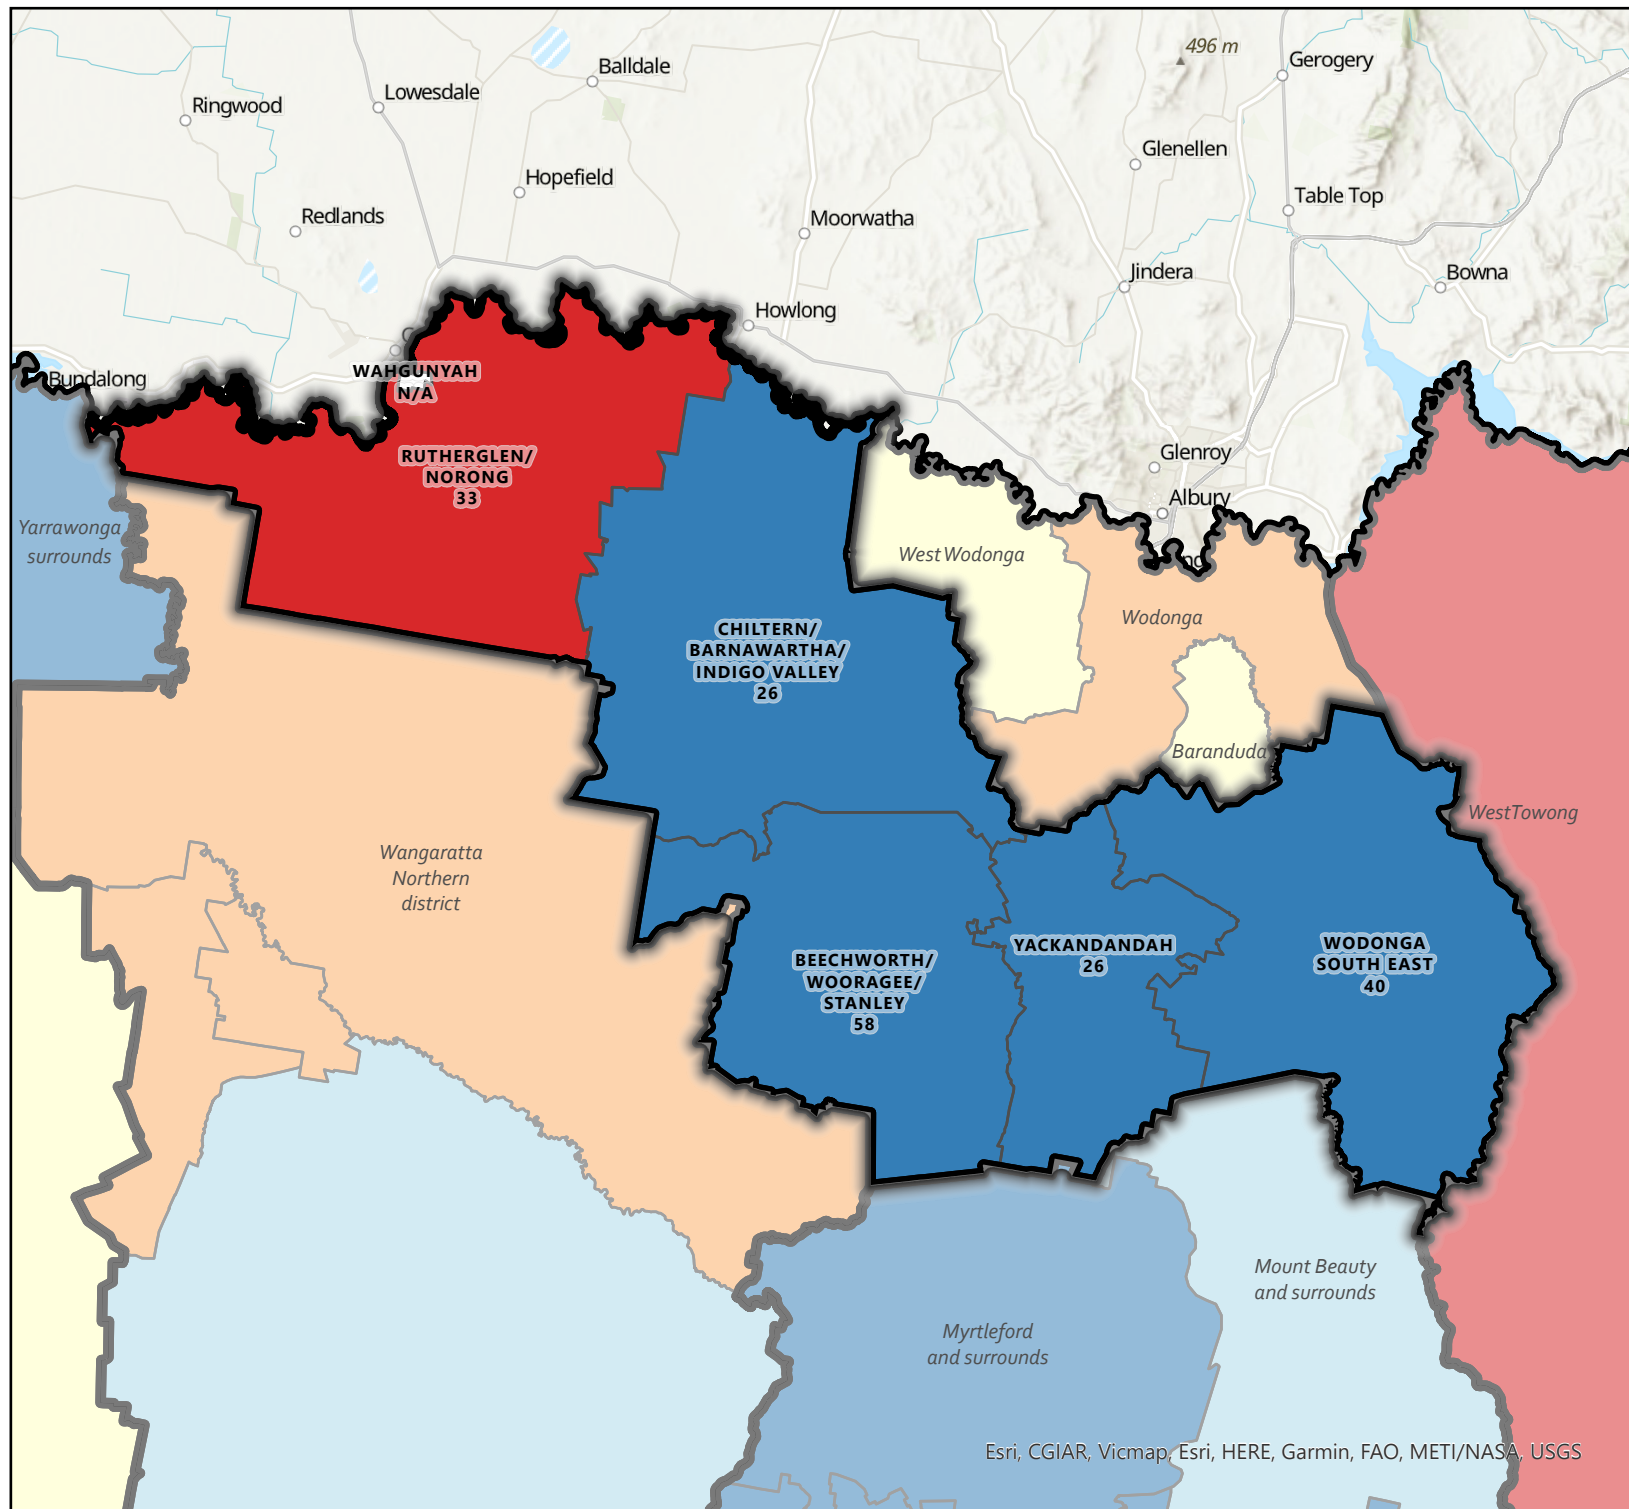 496 m
Gerogery
Balldale
Lowesdale
Ringwood
Glenellen
Hopefield
Table Top
Redlands
Moorwatha
Jindera
Bowna
Howlong
WAHGUNYAH
N/A
Bundalong
RUTHERGLEN/
NORONG
33
Glenroy
Albury
Yarrawonga
surrounds
West Wodonga
Wodonga
CHILTERN/
BARNAWARTHA/
INDIGO VALLEY
26
Baranduda
WestTowong
Wangaratta
Northern
district
YACKANDANDAH
26
WODONGA
SOUTH EAST
40
BEECHWORTH/
WOORAGEE/
STANLEY
58
Mount Beauty
and surrounds
Myrtleford
and surrounds
Esri, CGIAR, Vicmap, Esri, HERE, Garmin, FAO, METI/NASA, USGS